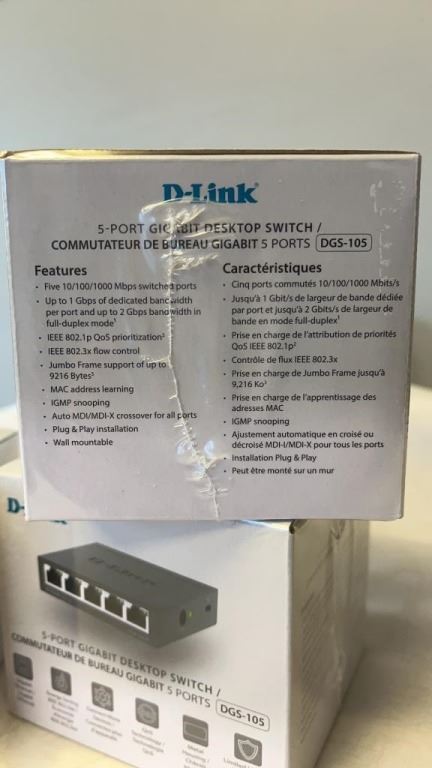 D-Link
5-PORT GIGABIT DESKTOP SWITCH /
COMMUTATEUR DE BUREAU GIGABIT 5 PORTS DGS-105
Features
· Five 10/100/1000 Mbps switched ports
· Up to 1 Gbps of dedicated bandwidth
per port and up to 2 Gbps bandwidth in
full-duplex mode¹
· IEEE 802.1p QoS prioritization²
· IEEE 802.3x flow control
· Jumbo Frame support of up to
9216 Bytes³
· MAC address learning
· IGMP snooping
· Auto MDI/MDI-X crossover for all ports
· Plug & Play installation
· Wall mountable
Caractéristiques
· Cinq ports commutés 10/100/1000 Mbits/s
· Jusqu'à 1 Gbit/s de largeur de bande dédiée
par port et jusqu'à 2 Gbits/s de largeur de
bande en mode full-duplex¹
· Prise en charge de l'attribution de priorités
QoS IEEE 802.1p²
· Contrôle de flux IEEE 802.3x
· Prise en charge de Jumbo Frame jusqu'à
9,216 Ko³
· Prise en charge de l'apprentissage des
adresses MAC
· IGMP snooping
· Ajustement automatique en croisé ou
décroisé MDI-I/MDI-X pour tous les ports
· Installation Plug & Play
· Peut être monté sur un mur
D-Link
5-PORT GIGABIT DESKTOP SWITCH /
COMMUTATEUR DE BUREAU GIGABIT 5 PORTS DGS-105